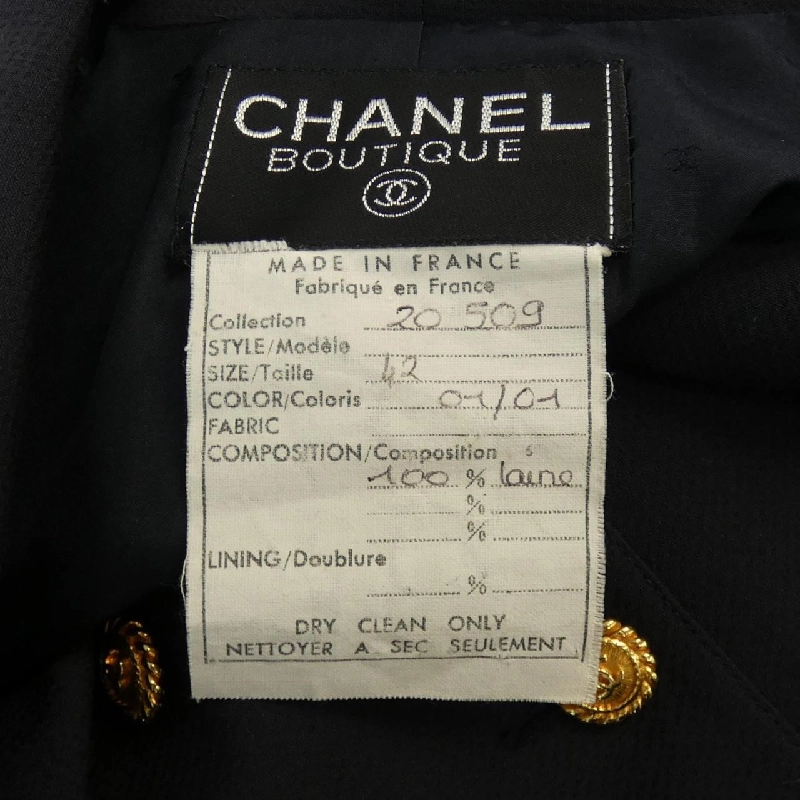 CHANEL
BOUTIQUE
MADE IN FRANCE
Fabriqué en France
Collection 20 509
STYLE/Modèle
SIZE/Taille 42
COLOR/Coloris 01/01
FABRIC
COMPOSITION/Composition s
100 % laine
%
%
LINING/Doublure
%
DRY CLEAN ONLY
NETTOYER A SEC SEULEMENT